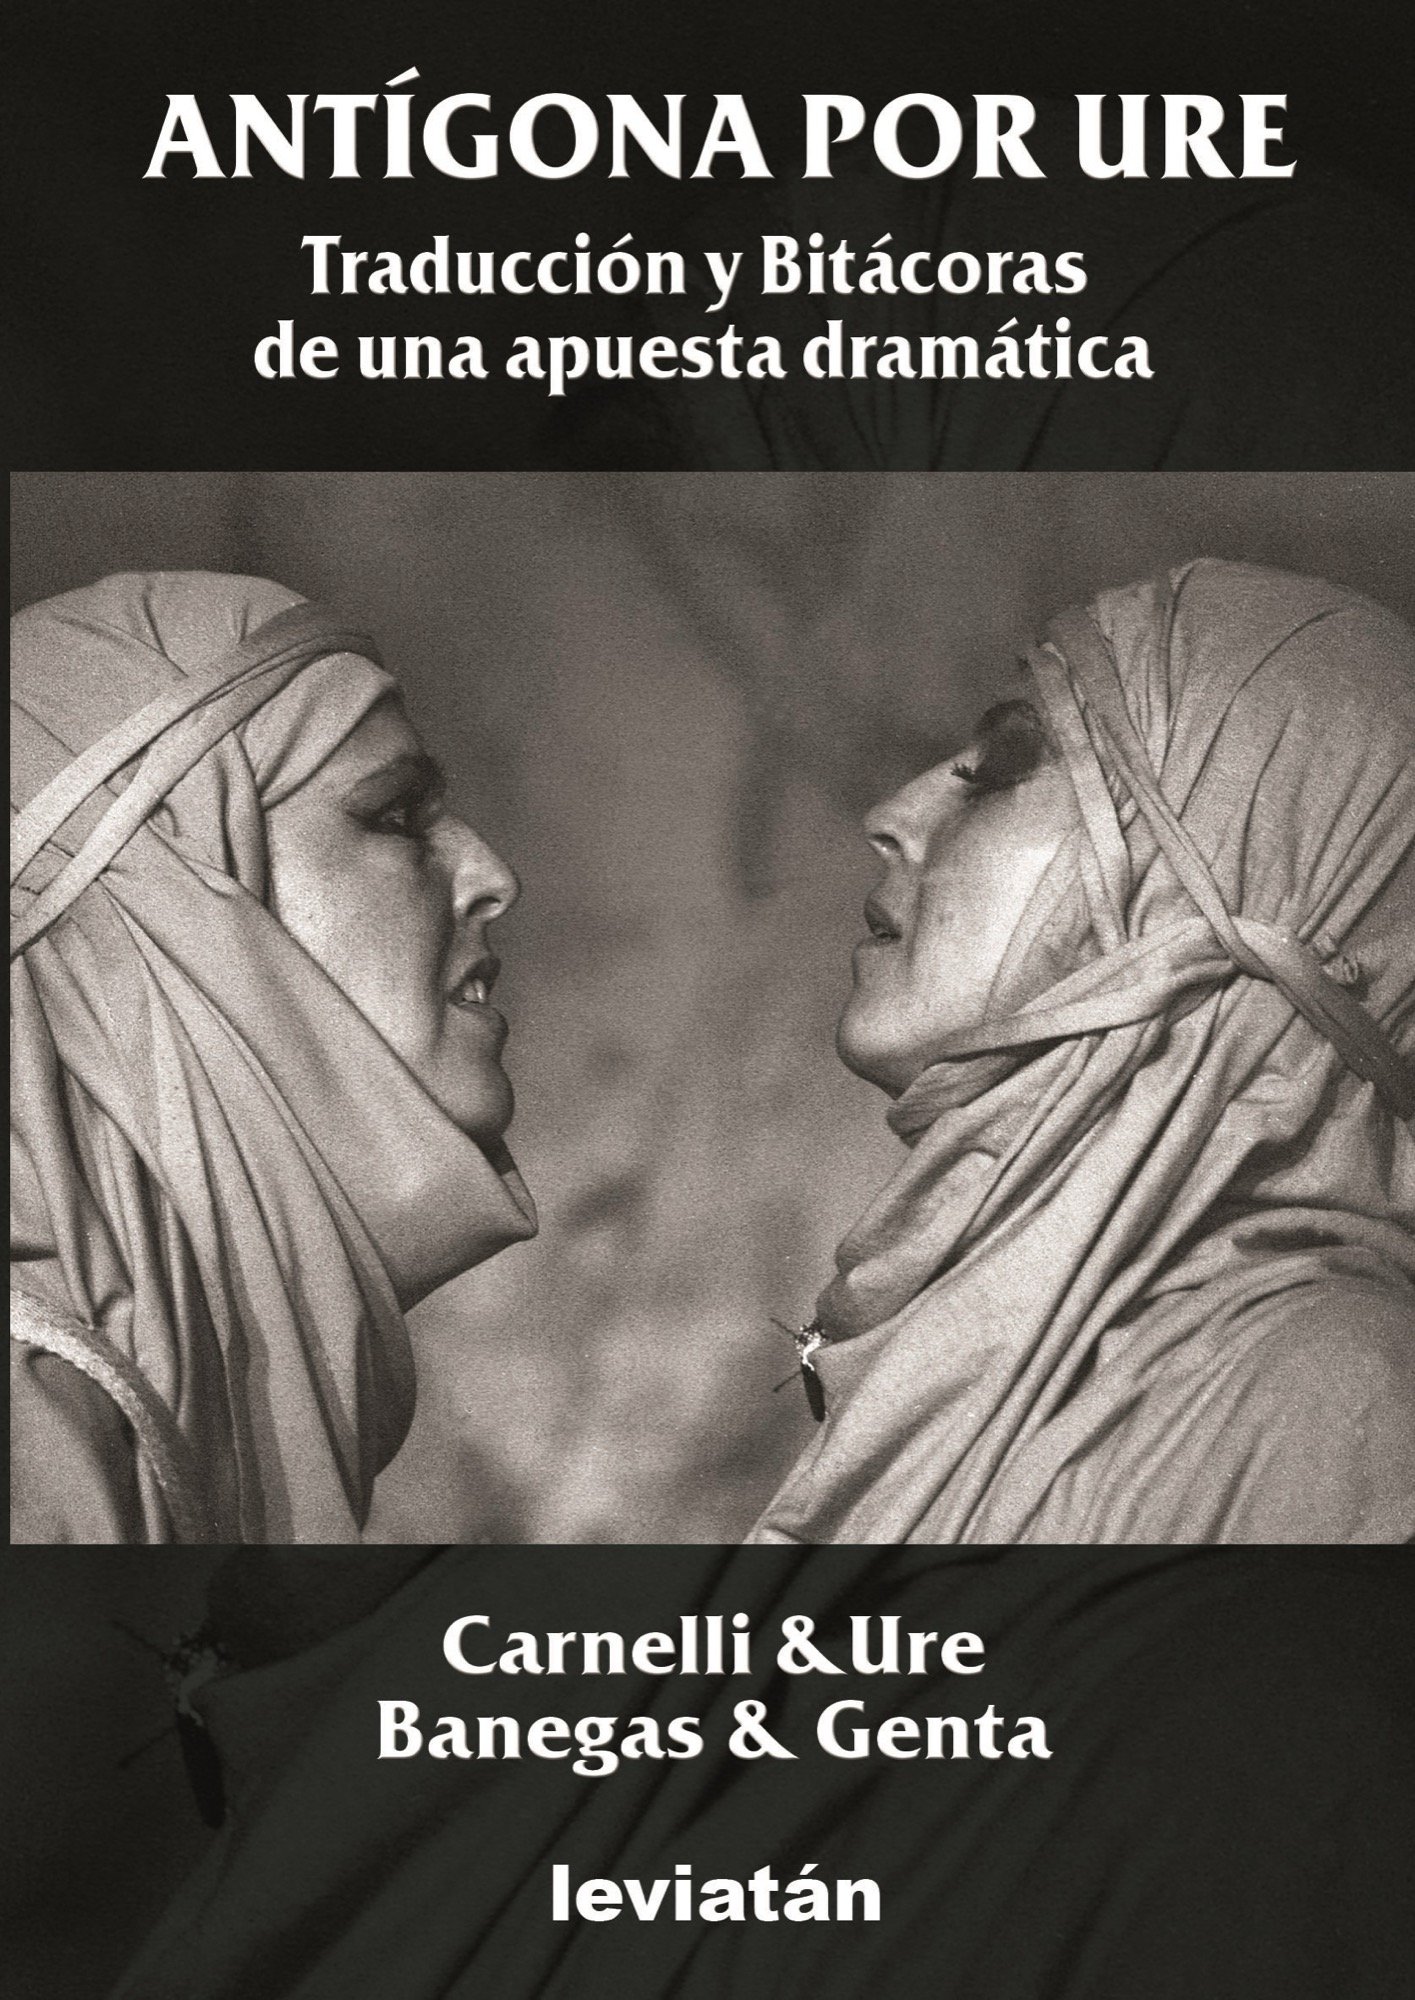 ANTÍGONA POR URE
Traducción y Bitácoras
de una apuesta dramática
Carnelli &Ure
Banegas & Genta
leviatán